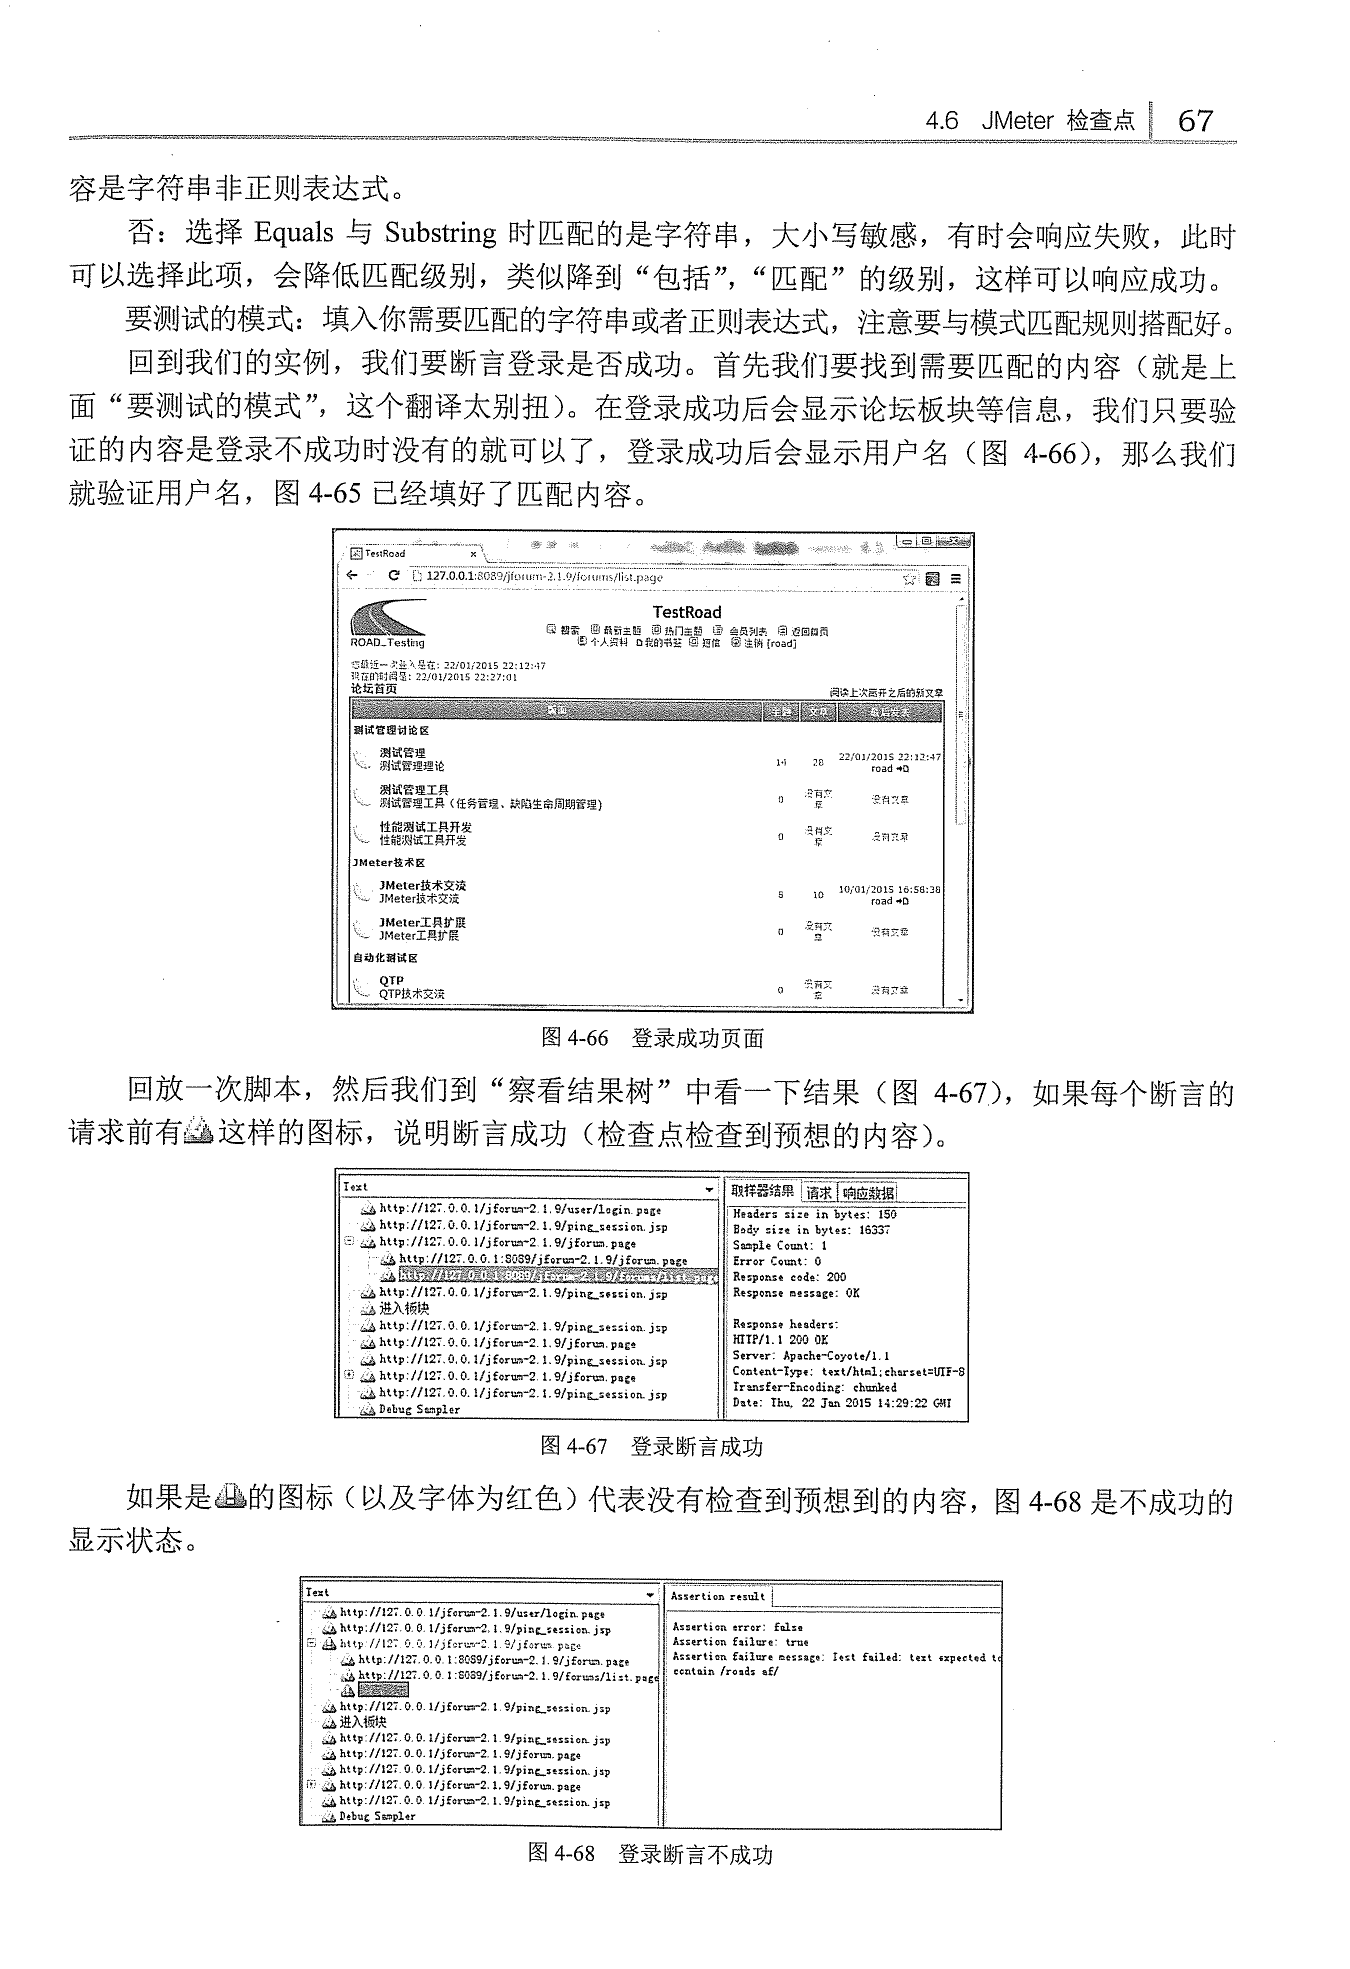 4.6 JMeter 检查点 67
容是字符串非正则表达式。
否：选择 Equals 与 Substring 时匹配的是字符串，大小写敏感，有时会响应失败，此时
可以选择此项，会降低匹配级别，类似降到“包括”，“匹配”的级别，这样可以响应成功。
要测试的模式：填入你需要匹配的字符串或者正则表达式，注意要与模式匹配规则搭配好。
回到我们的实例，我们要断言登录是否成功。首先我们要找到需要匹配的内容（就是上
面“要测试的模式”，这个翻译太别扭）。在登录成功后会显示论坛板块等信息，我们只要验
证的内容是登录不成功时没有的就可以了，登录成功后会显示用户名（图 4-66），那么我们
就验证用户名，图 4-65 已经填好了匹配内容。
TestRoad x
127.0.0.1:8089/jforum-2.1.9/forums/list.page
TestRoad
搜索 最新主题 热门主题 会员列表 返回首页
ROAD_Testing 个人资料 我的书签 短信 注销 [road]
您最近一次登入是在: 22/01/2015 22:12:47
现在的时间是: 22/01/2015 22:27:01
论坛首页 阅读上次离开之后的新文章
测试管理讨论区
测试管理
测试管理理论 14 28 22/01/2015 22:12:47
road
测试管理工具
测试管理工具（任务管理、缺陷生命周期管理） 0 没有文章 没有文章
性能测试工具开发
性能测试工具开发 0 没有文章 没有文章
JMeter技术区
JMeter技术交流
JMeter技术交流 10 10/01/2015 16:58:38
road
JMeter工具扩展
JMeter工具扩展 0 没有文章 没有文章
自动化测试区
QTP
QTP技术交流 0 没有文章 没有文章
图 4-66 登录成功页面
回放一次脚本，然后我们到“察看结果树”中看一下结果（图 4-67），如果每个断言的
请求前有这样的图标，说明断言成功（检查点检查到预想的内容）。
Text
http://127.0.0.1/jforum-2.1.9/user/login.page
http://127.0.0.1/jforum-2.1.9/ping_session.jsp
http://127.0.0.1/jforum-2.1.9/jforum.page
http://127.0.0.1:8089/jforum-2.1.9/jforum.page
http://127.0.0.1:8089/jforum-2.1.9/forums/list.page
http://127.0.0.1/jforum-2.1.9/ping_session.jsp
进入板块
http://127.0.0.1/jforum-2.1.9/ping_session.jsp
http://127.0.0.1/jforum-2.1.9/jforum.page
http://127.0.0.1/jforum-2.1.9/ping_session.jsp
http://127.0.0.1/jforum-2.1.9/jforum.page
http://127.0.0.1/jforum-2.1.9/ping_session.jsp
Debug Sampler
取样器结果 请求 响应数据
Headers size in bytes: 150
Body size in bytes: 16337
Sample Count: 1
Error Count: 0
Response code: 200
Response message: OK
Response headers:
HTTP/1.1 200 OK
Server: Apache-Coyote/1.1
Content-Type: text/html;charset=UTF-8
Transfer-Encoding: chunked
Date: Thu, 22 Jan 2015 14:29:22 GMT
图 4-67 登录断言成功
如果是的图标（以及字体为红色）代表没有检查到预想到的内容，图 4-68 是不成功的
显示状态。
Text
http://127.0.0.1/jforum-2.1.9/user/login.page
http://127.0.0.1/jforum-2.1.9/ping_session.jsp
http://127.0.0.1/jforum-2.1.9/jforum.page
http://127.0.0.1:8089/jforum-2.1.9/jforum.page
http://127.0.0.1:8089/jforum-2.1.9/forums/list.page
http://127.0.0.1/jforum-2.1.9/ping_session.jsp
进入板块
http://127.0.0.1/jforum-2.1.9/ping_session.jsp
http://127.0.0.1/jforum-2.1.9/jforum.page
http://127.0.0.1/jforum-2.1.9/ping_session.jsp
http://127.0.0.1/jforum-2.1.9/jforum.page
http://127.0.0.1/jforum-2.1.9/ping_session.jsp
Debug Sampler
Assertion result
Assertion error: false
Assertion failure: true
Assertion failure message: Test failed: text expected to
contain /roads af/
图 4-68 登录断言不成功